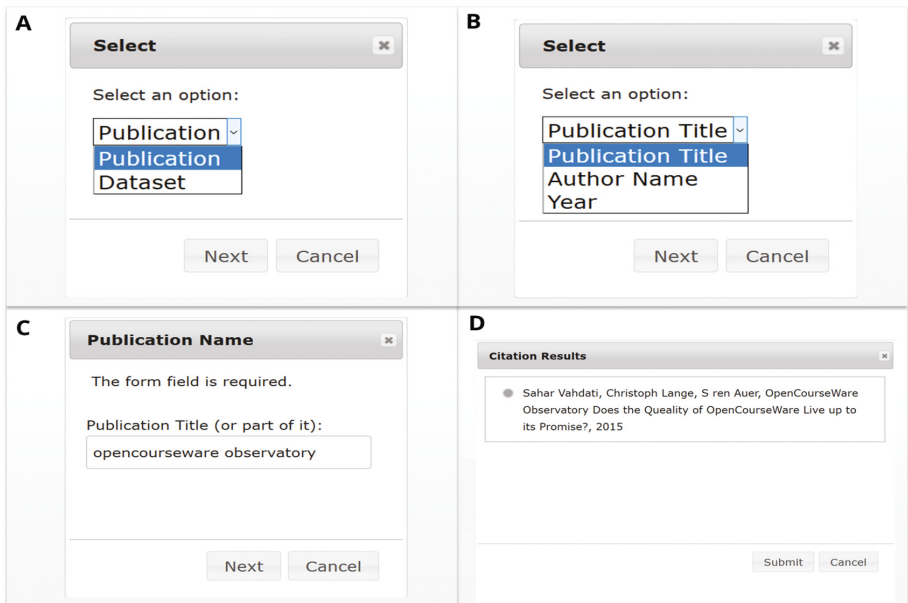 A
Select
Select an option:
Publication
Publication
Dataset
Next Cancel
B
Select
Select an option:
Publication Title
Publication Title
Author Name
Year
Next Cancel
C
Publication Name
The form field is required.
Publication Title (or part of it):
opencourseware observatory
Next Cancel
D
Citation Results
Sahar Vahdati, Christoph Lange, S ren Auer, OpenCourseWare
Observatory Does the Queality of OpenCourseWare Live up to
its Promise?, 2015
Submit Cancel